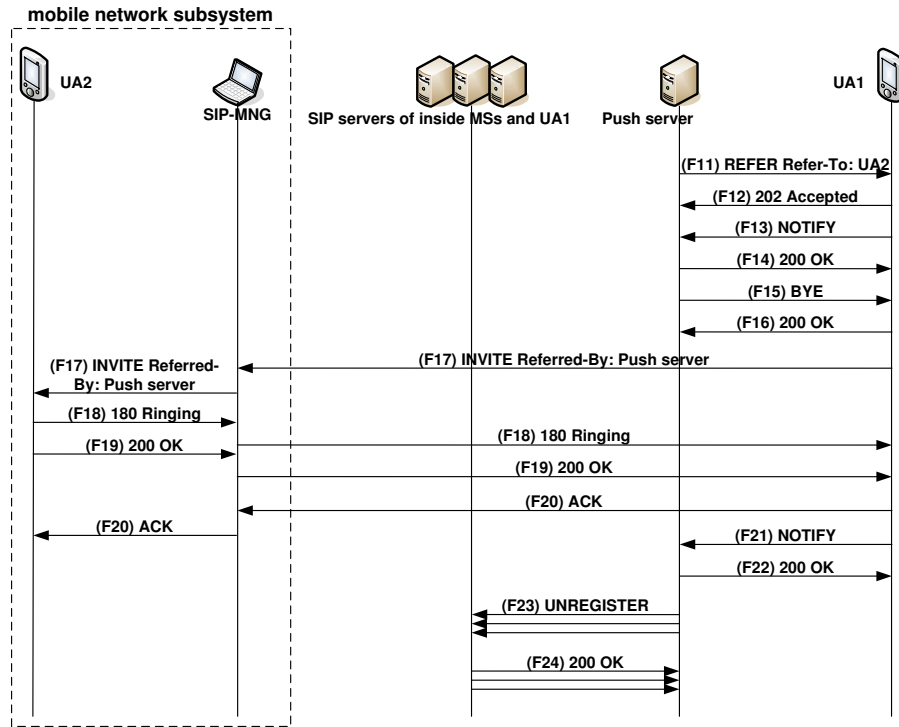 mobile network subsystem
UA2
SIP-MNG
SIP servers of inside MSs and UA1
Push server
UA1
(F11) REFER Refer-To: UA2
(F12) 202 Accepted
(F13) NOTIFY
(F14) 200 OK
(F15) BYE
(F16) 200 OK
(F17) INVITE Referred-
By: Push server
(F17) INVITE Referred-By: Push server
(F18) 180 Ringing
(F18) 180 Ringing
(F19) 200 OK
(F19) 200 OK
(F20) ACK
(F20) ACK
(F21) NOTIFY
(F22) 200 OK
(F23) UNREGISTER
(F24) 200 OK